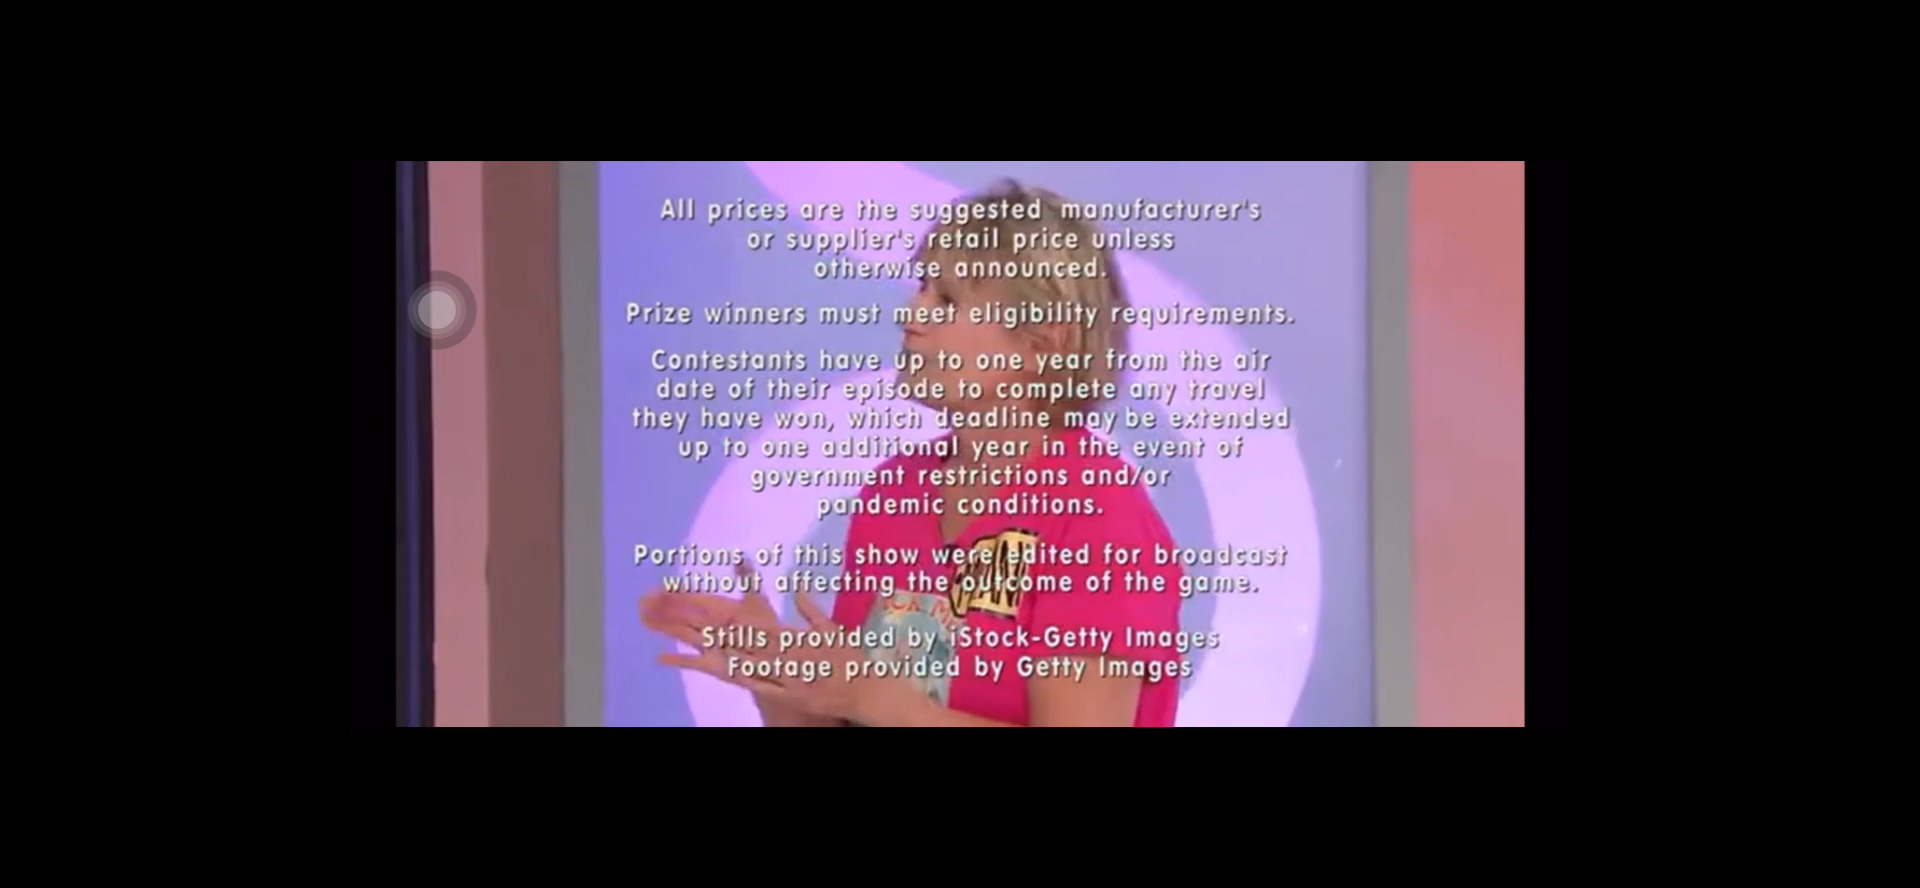 All prices are the suggested manufacturer's
or supplier's retail price unless
otherwise announced.
Prize winners must meet eligibility requirements.
Contestants have up to one year from the air
date of their episode to complete any travel
they have won, which deadline may be extended
up to one additional year in the event of
government restrictions and/or
pandemic conditions.
Portions of this show were edited for broadcast
without affecting the outcome of the game.
Stills provided by iStock-Getty Images
Footage provided by Getty Images